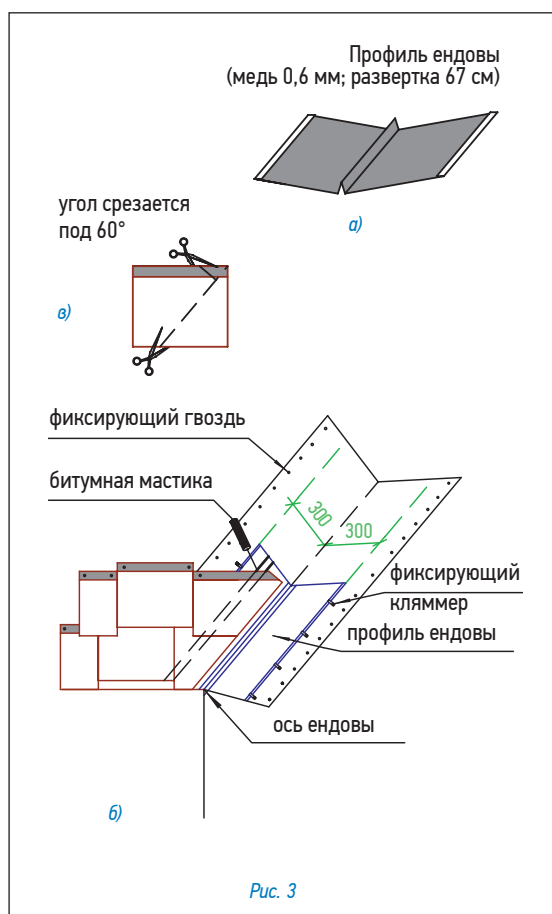 Профиль ендовы
(медь 0,6 мм; развертка 67 см)
а)
угол срезается
под 60°
в)
фиксирующий гвоздь
битумная мастика
300
300
фиксирующий
кляммер
профиль ендовы
ось ендовы
б)
Рис. 3